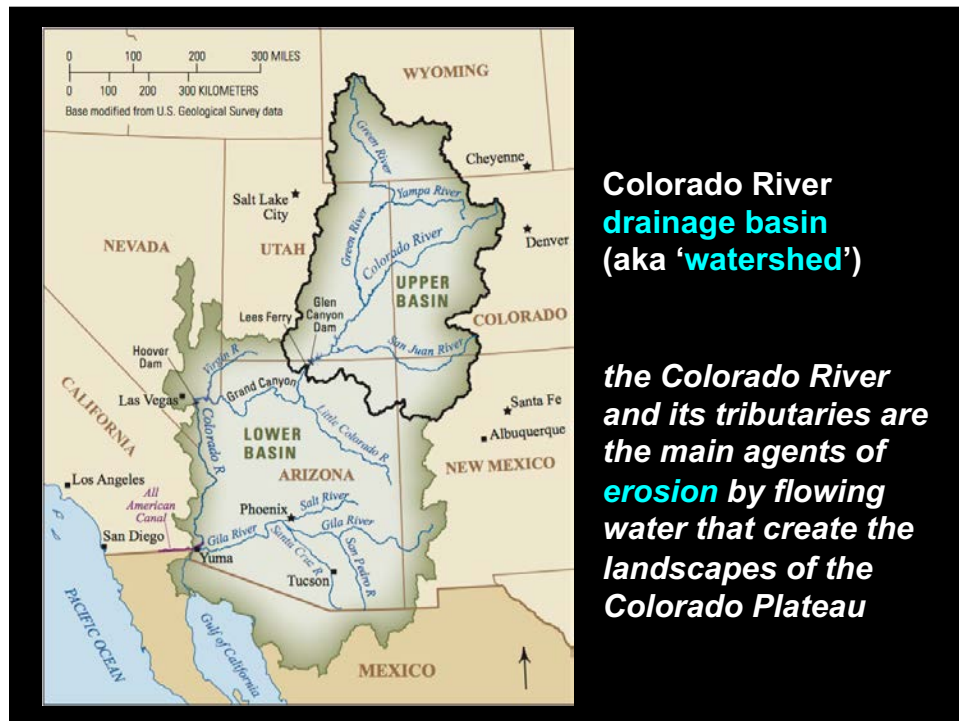 0 100 200 300 MILES
0 100 200 300 KILOMETERS
Base modified from U.S. Geological Survey data
WYOMING
Green River
Cheyenne
Salt Lake
City
Yampa River
NEVADA
UTAH
Green River
Colorado River
Denver
UPPER
BASIN
Glen
Canyon
Dam
Lees Ferry
COLORADO
San Juan River
Hoover
Dam
Virgin R
Grand Canyon
Las Vegas
CALIFORNIA
Colorado R
Little Colorado R.
Santa Fe
Albuquerque
LOWER
BASIN
ARIZONA
NEW MEXICO
Los Angeles
All
American
Canal
Phoenix
Salt River
San Diego
Gila River
Gila River
Yuma
Santa Cruz R
San Pedro R
Tucson
PACIFIC OCEAN
Gulf of California
MEXICO
Colorado River
drainage basin
(aka ‘watershed’)
the Colorado River
and its tributaries are
the main agents of
erosion by flowing
water that create the
landscapes of the
Colorado Plateau